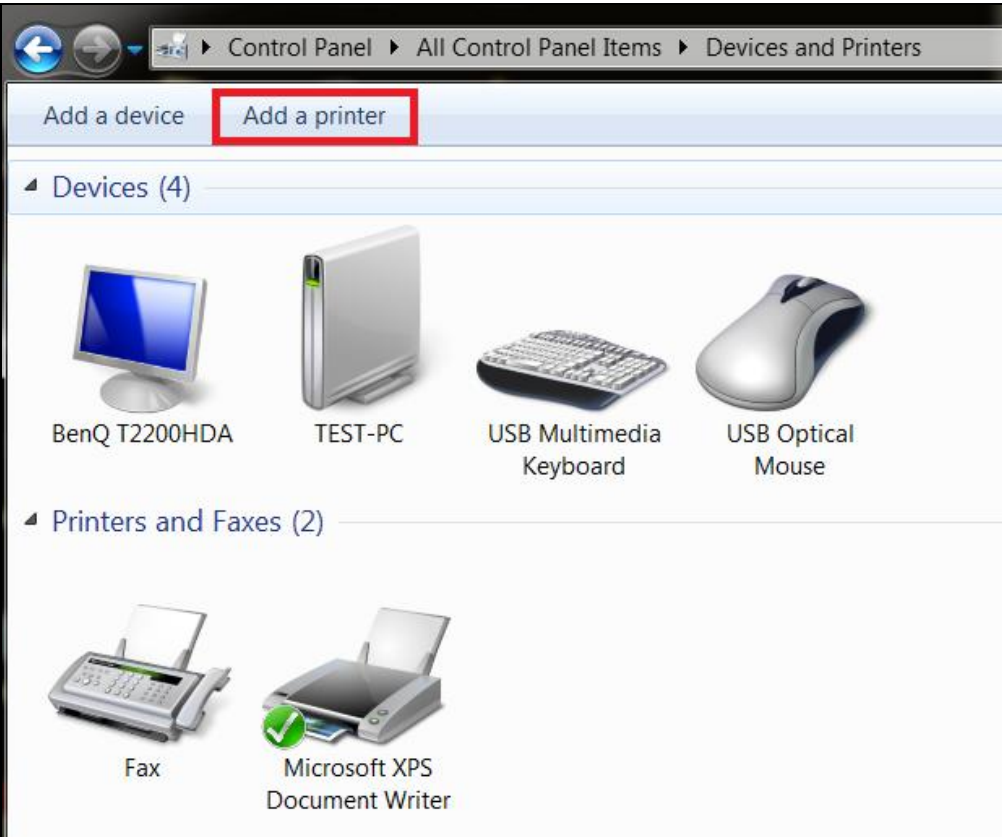 Control Panel All Control Panel Items Devices and Printers
Add a device Add a printer
Devices (4)
BenQ T2200HDA TEST-PC USB Multimedia Keyboard USB Optical Mouse
Printers and Faxes (2)
Fax Microsoft XPS Document Writer